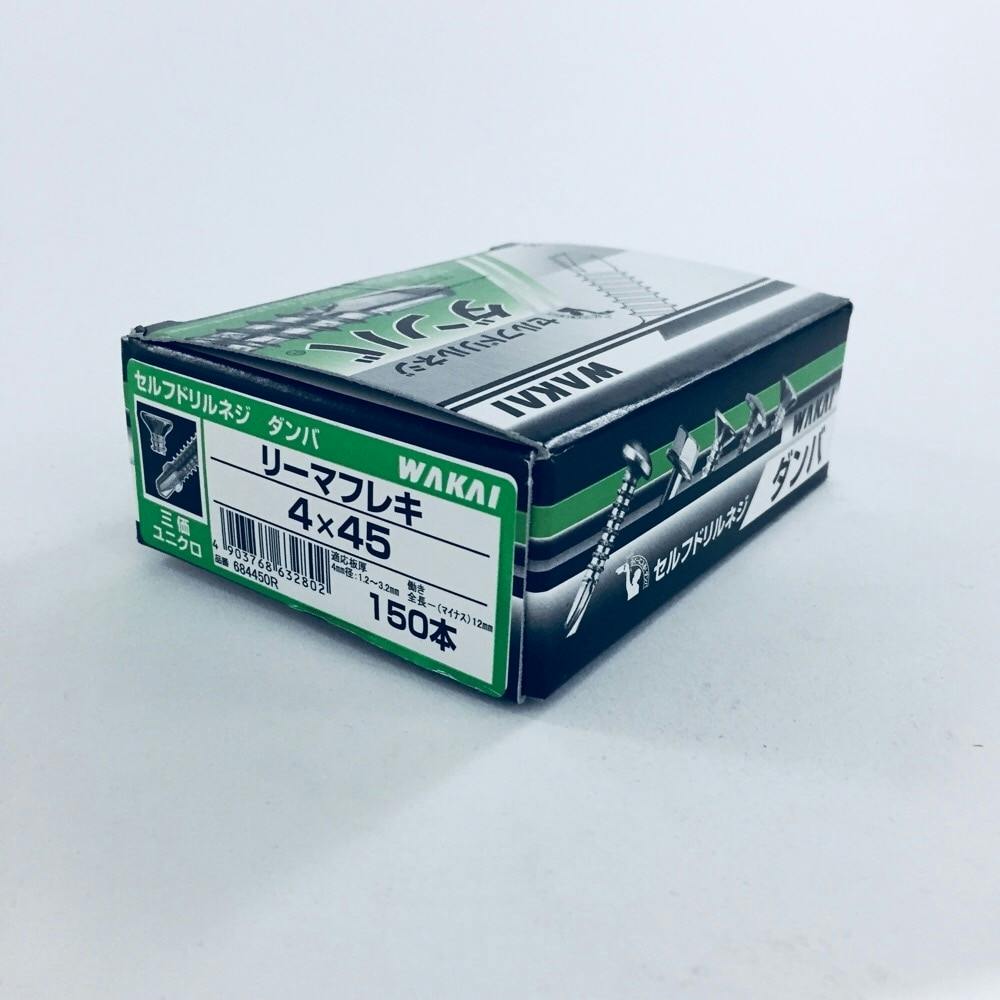 セルフドリルネジ
ダンバ®
WAKAI
セルフドリルネジ ダンバ
WAKAI
リーマフレキ
4×45
三価
ユニクロ
4 903768 632802
品番 684450R
適応板厚
4mm径:1.2～3.2mm
働き
全長ー(マイナス)12mm
150本
WAKAI
セルフドリルネジ ダンバ